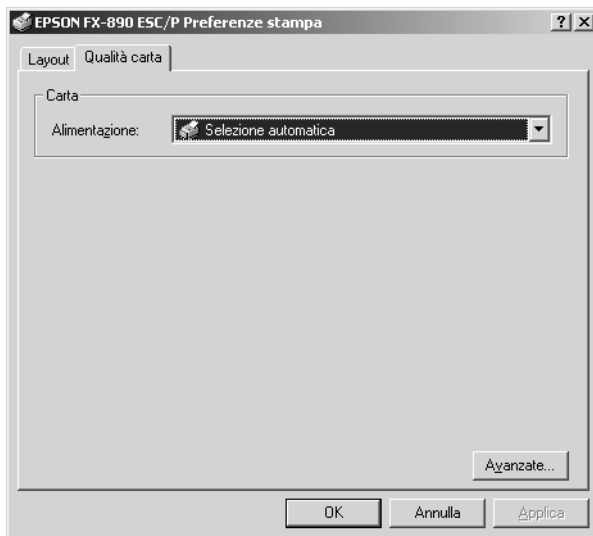 EPSON FX-890 ESC/P Preferenze stampa
Layout Qualità carta
Carta
Alimentazione: Selezione automatica
Avanzate...
OK Annulla Applica